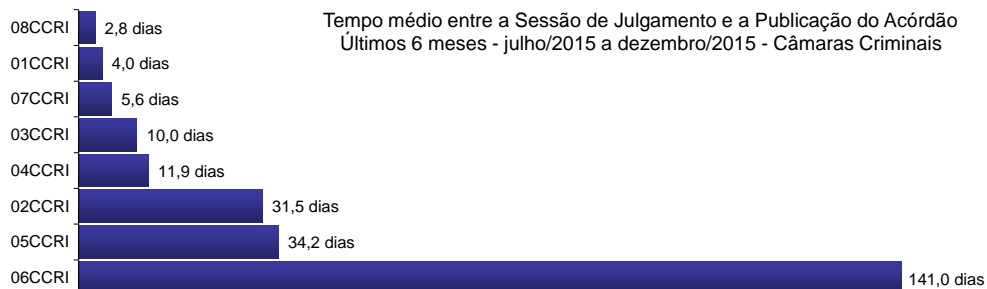 Tempo médio entre a Sessão de Julgamento e a Publicação do Acórdão
Últimos 6 meses - julho/2015 a dezembro/2015 - Câmaras Criminais
08CCRI 2,8 dias
01CCRI 4,0 dias
07CCRI 5,6 dias
03CCRI 10,0 dias
04CCRI 11,9 dias
02CCRI 31,5 dias
05CCRI 34,2 dias
06CCRI 141,0 dias